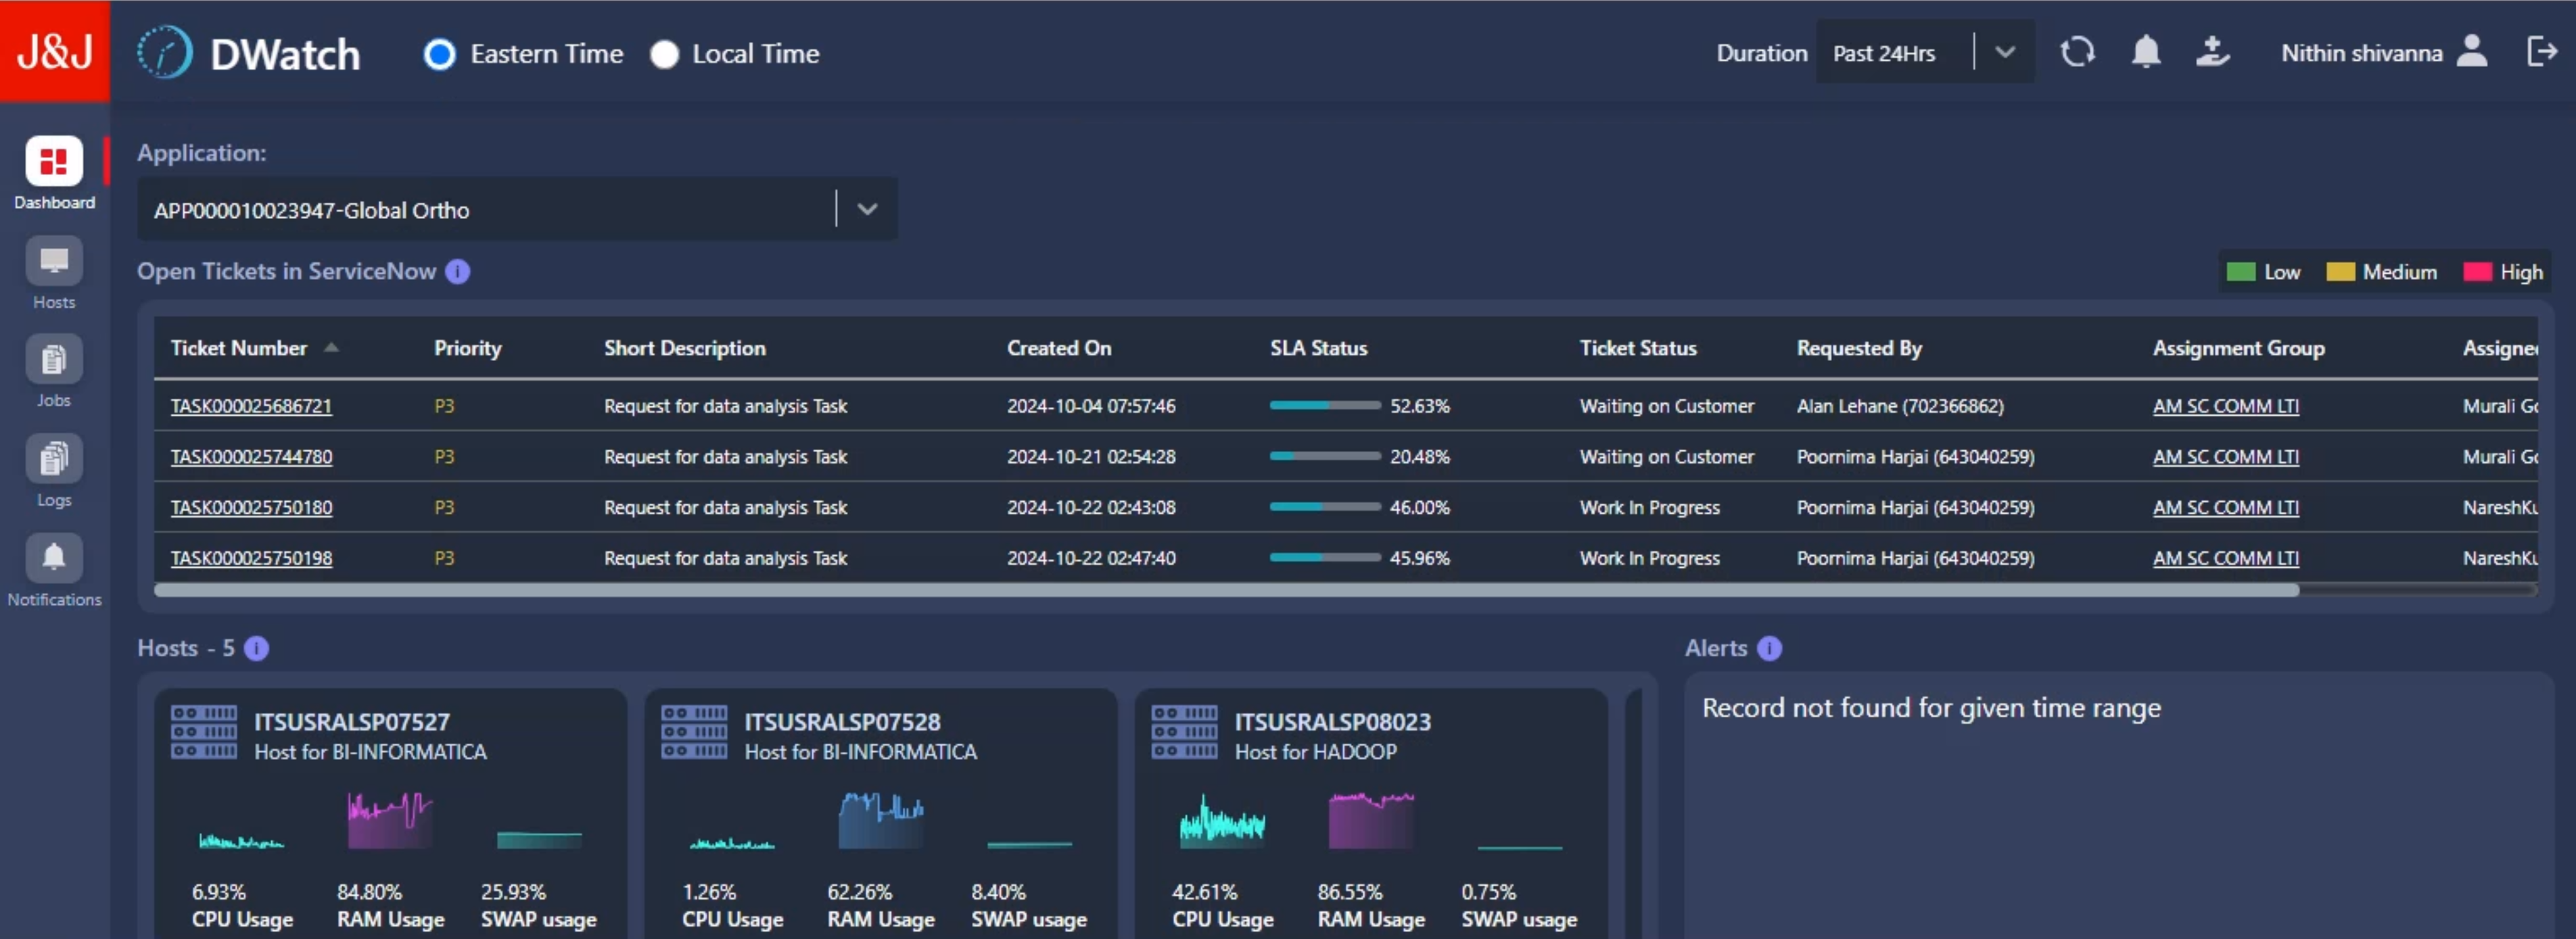 J&J DWatch Eastern Time Local Time Duration Past 24Hrs Nithin shivanna
Dashboard
Hosts
Jobs
Logs
Notifications
Application:
APP000010023947-Global Ortho
Open Tickets in ServiceNow i Low Medium High
Ticket Number Priority Short Description Created On SLA Status Ticket Status Requested By Assignment Group
TASK000025686721 P3 Request for data analysis Task 2024-10-04 07:57:46 52.63% Waiting on Customer Alan Lehane (702366862) AM SC COMM LTI Murali
TASK000025744780 P3 Request for data analysis Task 2024-10-21 02:54:28 20.48% Waiting on Customer Poornima Harjai (643040259) AM SC COMM LTI Murali
TASK000025750180 P3 Request for data analysis Task 2024-10-22 02:43:08 46.00% Work In Progress Poornima Harjai (643040259) AM SC COMM LTI
TASK000025750198 P3 Request for data analysis Task 2024-10-22 02:47:40 45.96% Work In Progress Poornima Harjai (643040259) AM SC COMM LTI
Hosts - 5 i
ITSUSRALSP07527
Host for BI-INFORMATICA
6.93% 84.80% 25.93%
CPU Usage RAM Usage SWAP usage
ITSUSRALSP07528
Host for BI-INFORMATICA
1.26% 62.26% 8.40%
CPU Usage RAM Usage SWAP usage
ITSUSRALSP08023
Host for HADOOP
42.61% 86.55% 0.75%
CPU Usage RAM Usage SWAP usage
Alerts i
Record not found for given time range